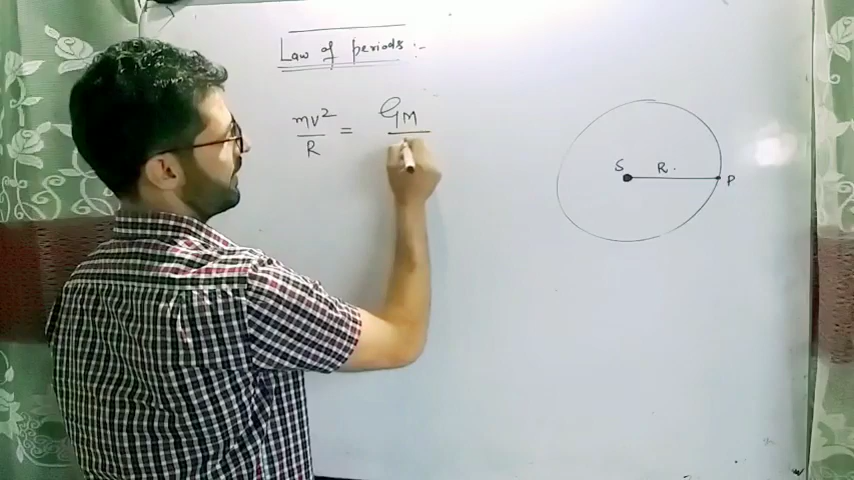 Law of periods :-
mv²/R = GM
S R. P